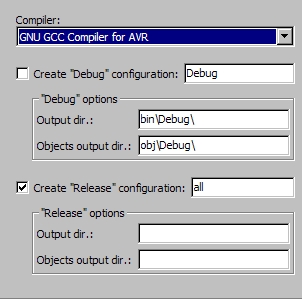 Compiler:
GNU GCC Compiler for AVR
Create "Debug" configuration: Debug
"Debug" options
Output dir.: bin\Debug\
Objects output dir.: obj\Debug\
Create "Release" configuration: all
"Release" options
Output dir.:
Objects output dir.: